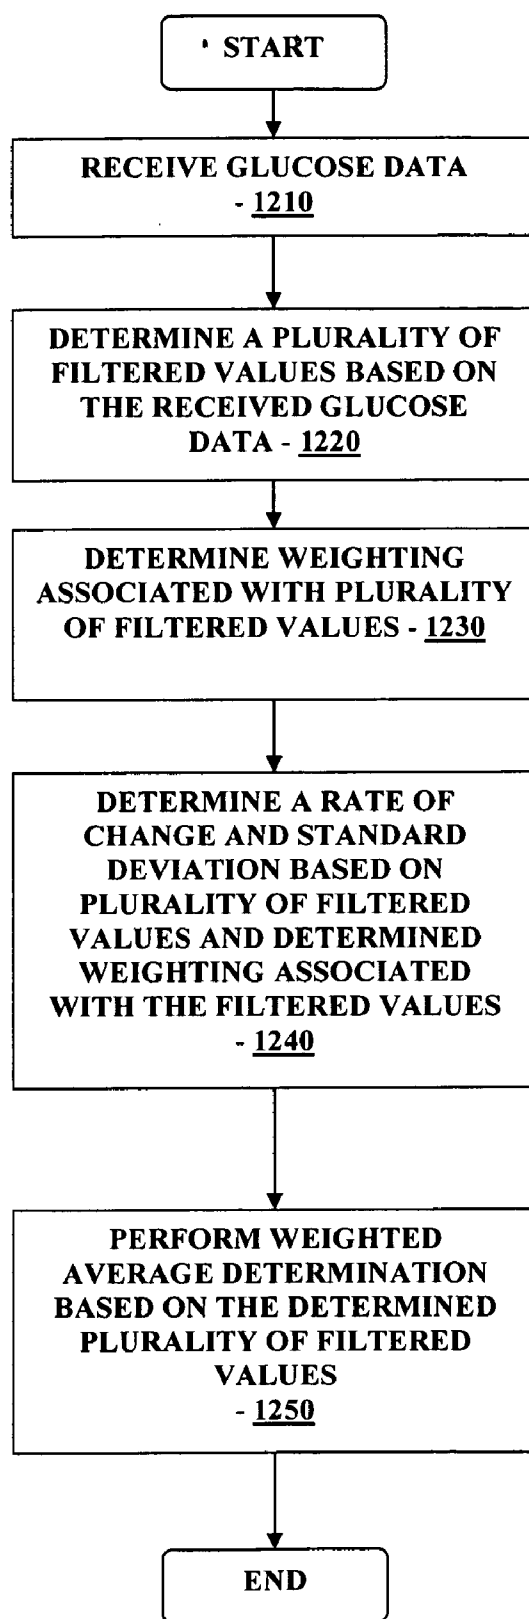 START
RECEIVE GLUCOSE DATA
- 1210
DETERMINE A PLURALITY OF
FILTERED VALUES BASED ON
THE RECEIVED GLUCOSE
DATA - 1220
DETERMINE WEIGHTING
ASSOCIATED WITH PLURALITY
OF FILTERED VALUES - 1230
DETERMINE A RATE OF
CHANGE AND STANDARD
DEVIATION BASED ON
PLURALITY OF FILTERED
VALUES AND DETERMINED
WEIGHTING ASSOCIATED
WITH THE FILTERED VALUES
- 1240
PERFORM WEIGHTED
AVERAGE DETERMINATION
BASED ON THE DETERMINED
PLURALITY OF FILTERED
VALUES
- 1250
END